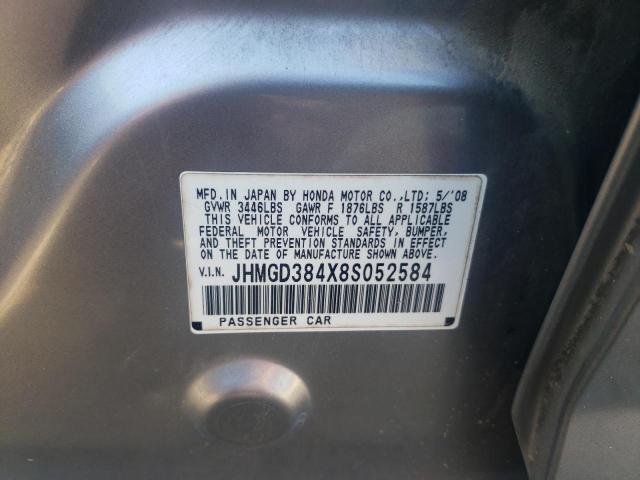 MFD.IN JAPAN BY HONDA MOTOR CO.,LTD; 5/'08
GVWR 3446LBS GAWR F 1876LBS R 1587LBS
THIS VEHICLE CONFORMS TO ALL APPLICABLE
FEDERAL MOTOR VEHICLE SAFETY, BUMPER,
AND THEFT PREVENTION STANDARDS IN EFFECT
ON THE DATE OF MANUFACTURE SHOWN ABOVE.
V.I.N. JHMGD384X8S052584
PASSENGER CAR